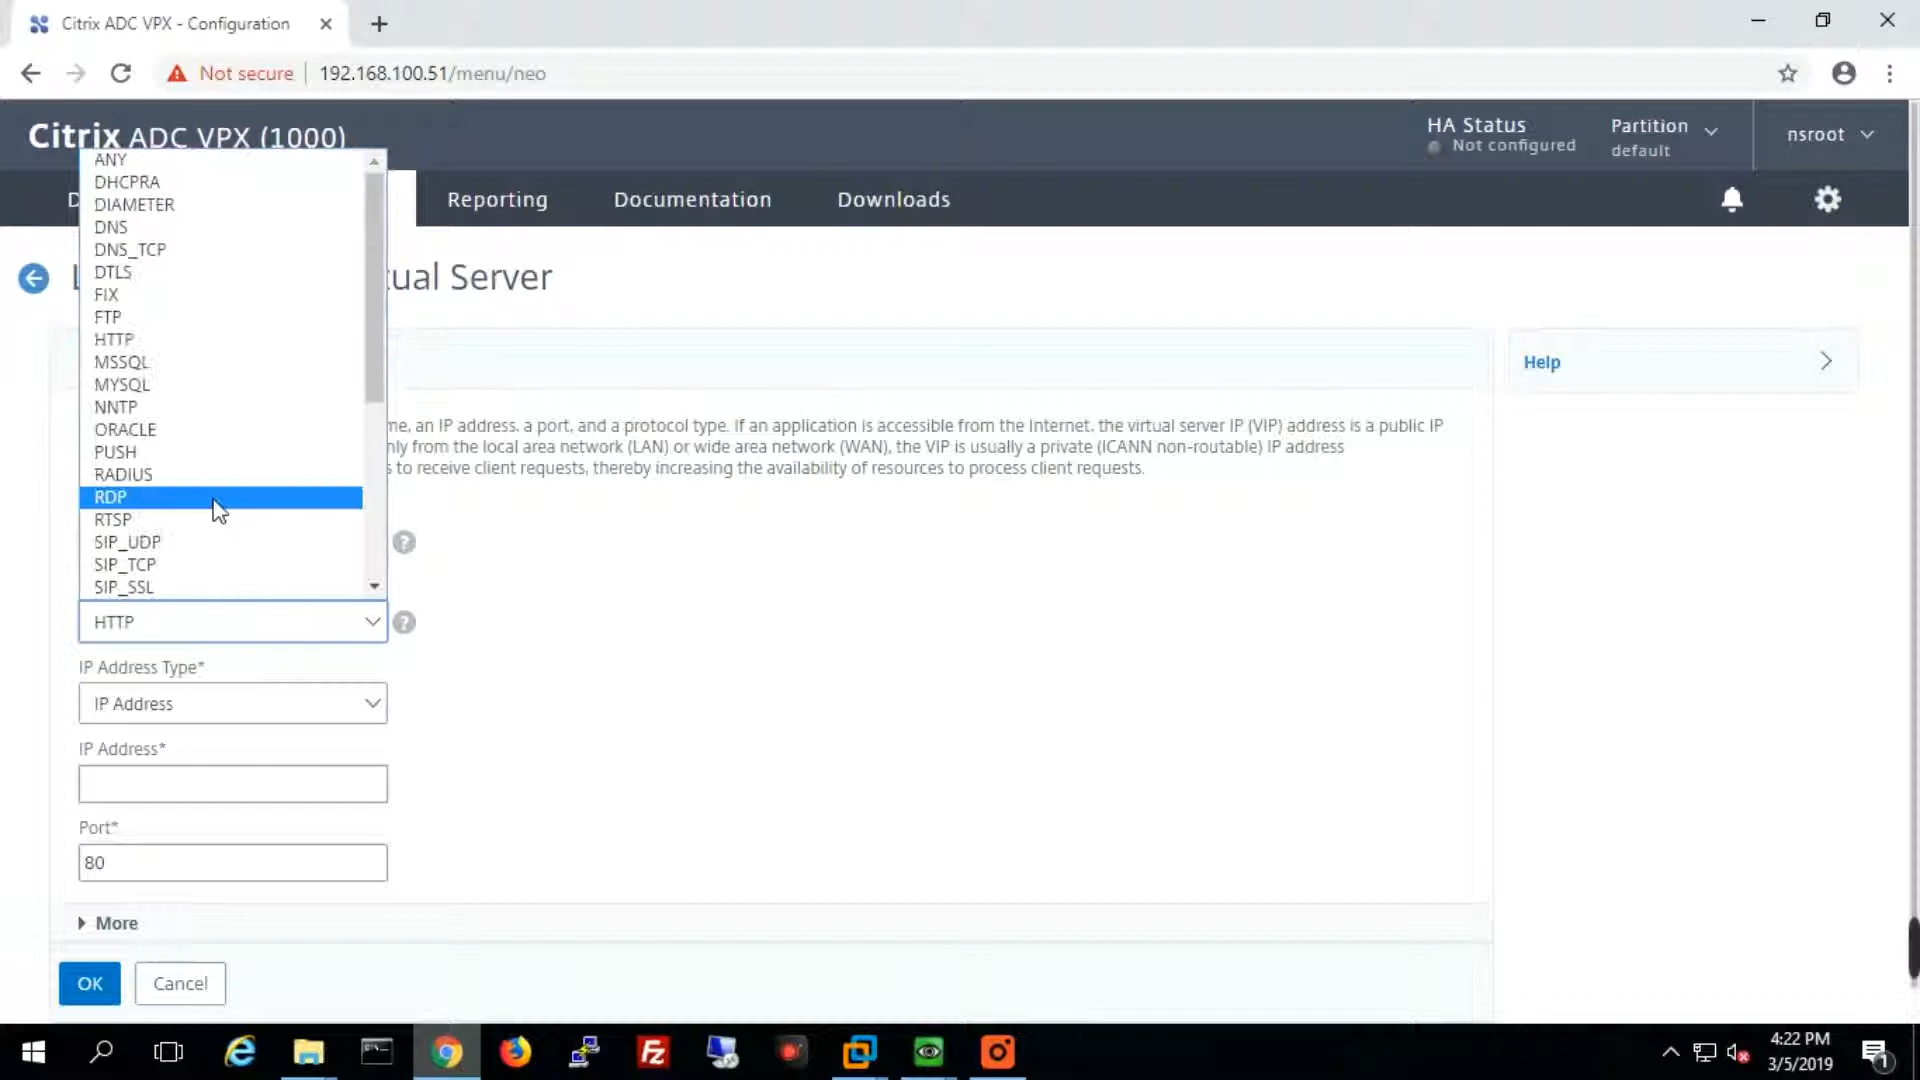 Citrix ADC VPX - Configuration
Not secure
192.168.100.51/menu/neo
Citrix ADC VPX (1000)
HA Status
Not configured
Partition
default
nsroot
D
Reporting
Documentation
Downloads
L
tual Server
ANY
DHCPRA
DIAMETER
DNS
DNS_TCP
DTLS
FIX
FTP
HTTP
MSSQL
MYSQL
NNTP
ORACLE
PUSH
RADIUS
RDP
RTSP
SIP_UDP
SIP_TCP
SIP_SSL
Help
me, an IP address, a port, and a protocol type. If an application is accessible from the Internet, the virtual server IP (VIP) address is a public IP
nly from the local area network (LAN) or wide area network (WAN), the VIP is usually a private (ICANN non-routable) IP address
s to receive client requests, thereby increasing the availability of resources to process client requests.
HTTP
IP Address Type*
IP Address
IP Address*
Port*
80
More
OK
Cancel
4:22 PM
3/5/2019
1